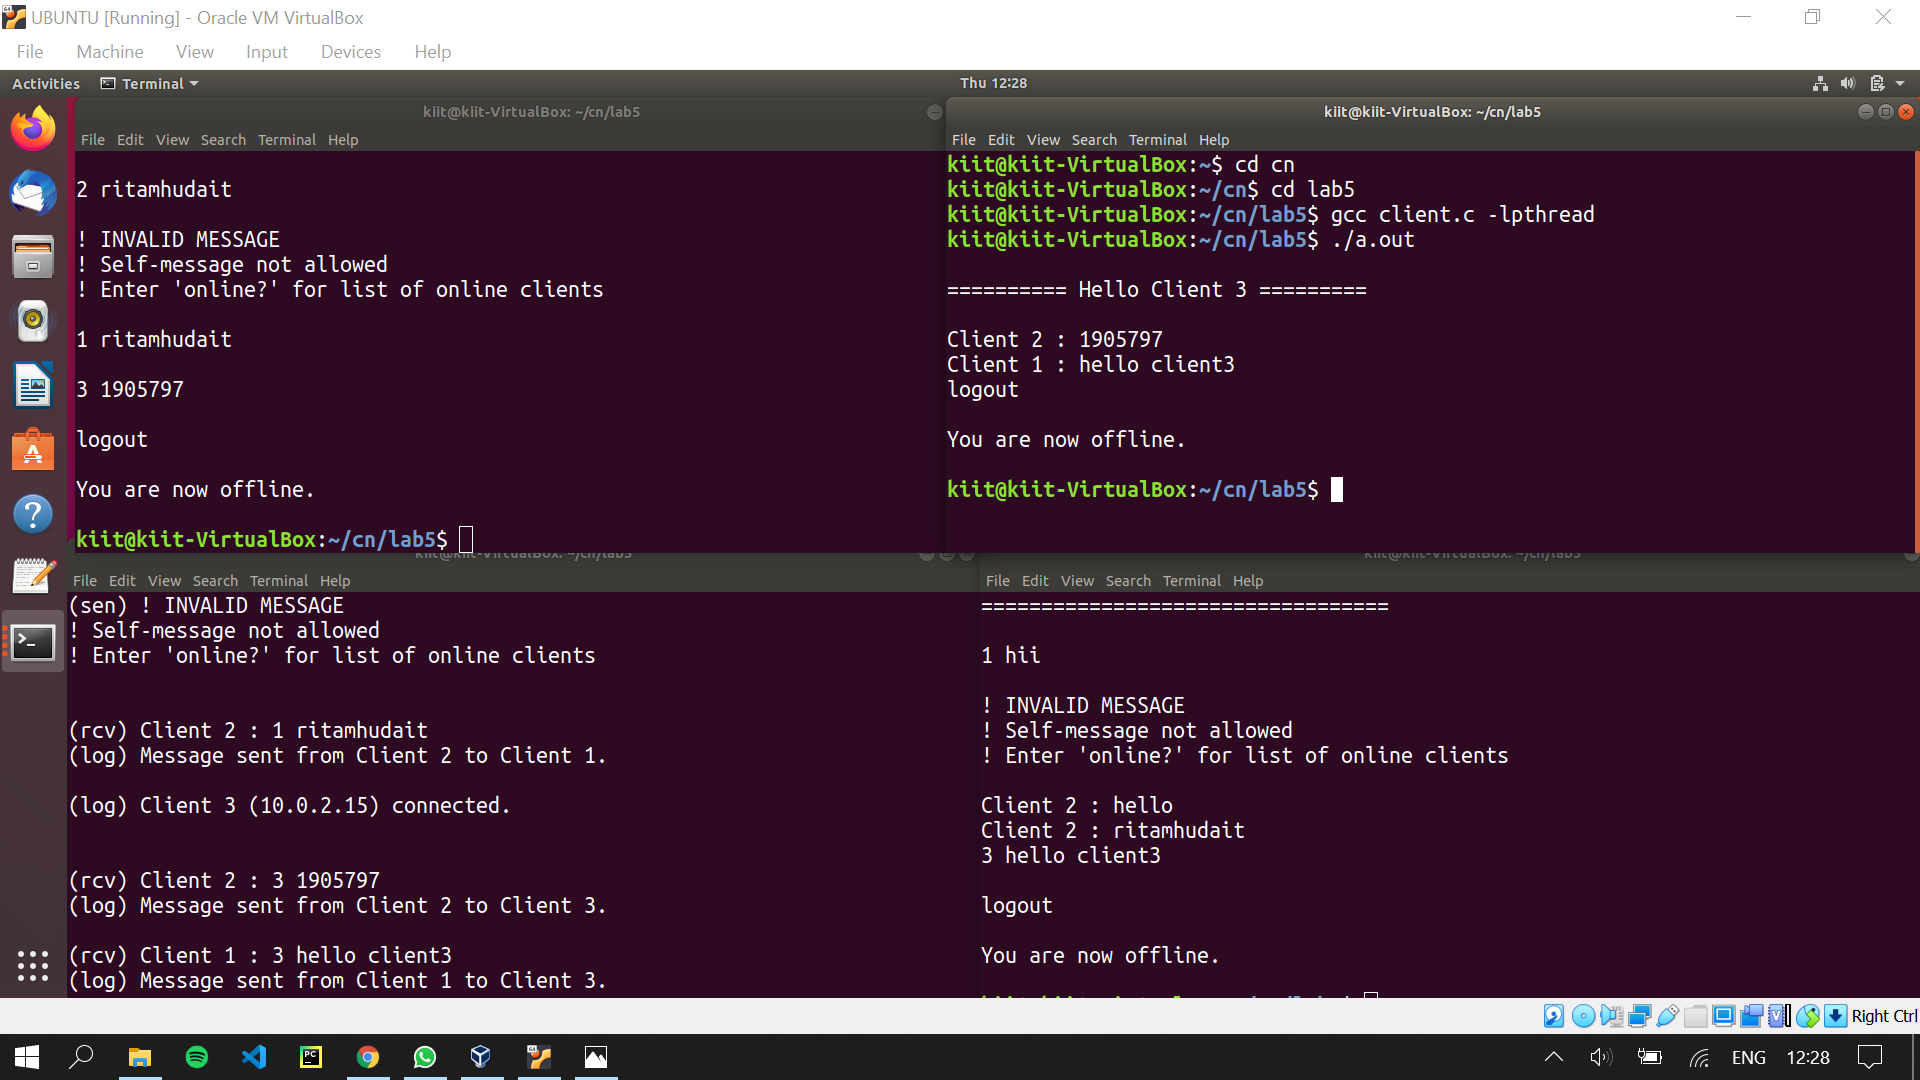 UBUNTU [Running] - Oracle VM VirtualBox
File Machine View Input Devices Help
Activities Terminal Thu 12:28
kiit@kiit-VirtualBox: ~/cn/lab5
File Edit View Search Terminal Help
2 ritamhudait
! INVALID MESSAGE
! Self-message not allowed
! Enter 'online?' for list of online clients
1 ritamhudait
3 1905797
logout
You are now offline.
kiit@kiit-VirtualBox:~/cn/lab5$
kiit@kiit-VirtualBox: ~/cn/lab5
File Edit View Search Terminal Help
kiit@kiit-VirtualBox:~$ cd cn
kiit@kiit-VirtualBox:~/cn$ cd lab5
kiit@kiit-VirtualBox:~/cn/lab5$ gcc client.c -lpthread
kiit@kiit-VirtualBox:~/cn/lab5$ ./a.out
========== Hello Client 3 =========
Client 2 : 1905797
Client 1 : hello client3
logout
You are now offline.
kiit@kiit-VirtualBox:~/cn/lab5$
kiit@kiit-VirtualBox: ~/cn/lab5
File Edit View Search Terminal Help
(sen) ! INVALID MESSAGE
! Self-message not allowed
! Enter 'online?' for list of online clients
(rcv) Client 2 : 1 ritamhudait
(log) Message sent from Client 2 to Client 1.
(log) Client 3 (10.0.2.15) connected.
(rcv) Client 2 : 3 1905797
(log) Message sent from Client 2 to Client 3.
(rcv) Client 1 : 3 hello client3
(log) Message sent from Client 1 to Client 3.
kiit@kiit-VirtualBox: ~/cn/lab5
File Edit View Search Terminal Help
==================================
1 hii
! INVALID MESSAGE
! Self-message not allowed
! Enter 'online?' for list of online clients
Client 2 : hello
Client 2 : ritamhudait
3 hello client3
logout
You are now offline.
Right Ctrl
ENG 12:28